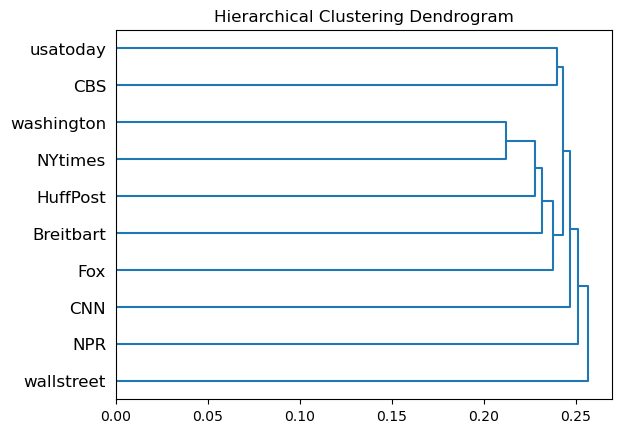 Hierarchical Clustering Dendrogram
usatoday
CBS
washington
NYtimes
HuffPost
Breitbart
Fox
CNN
NPR
wallstreet
0.00 0.05 0.10 0.15 0.20 0.25